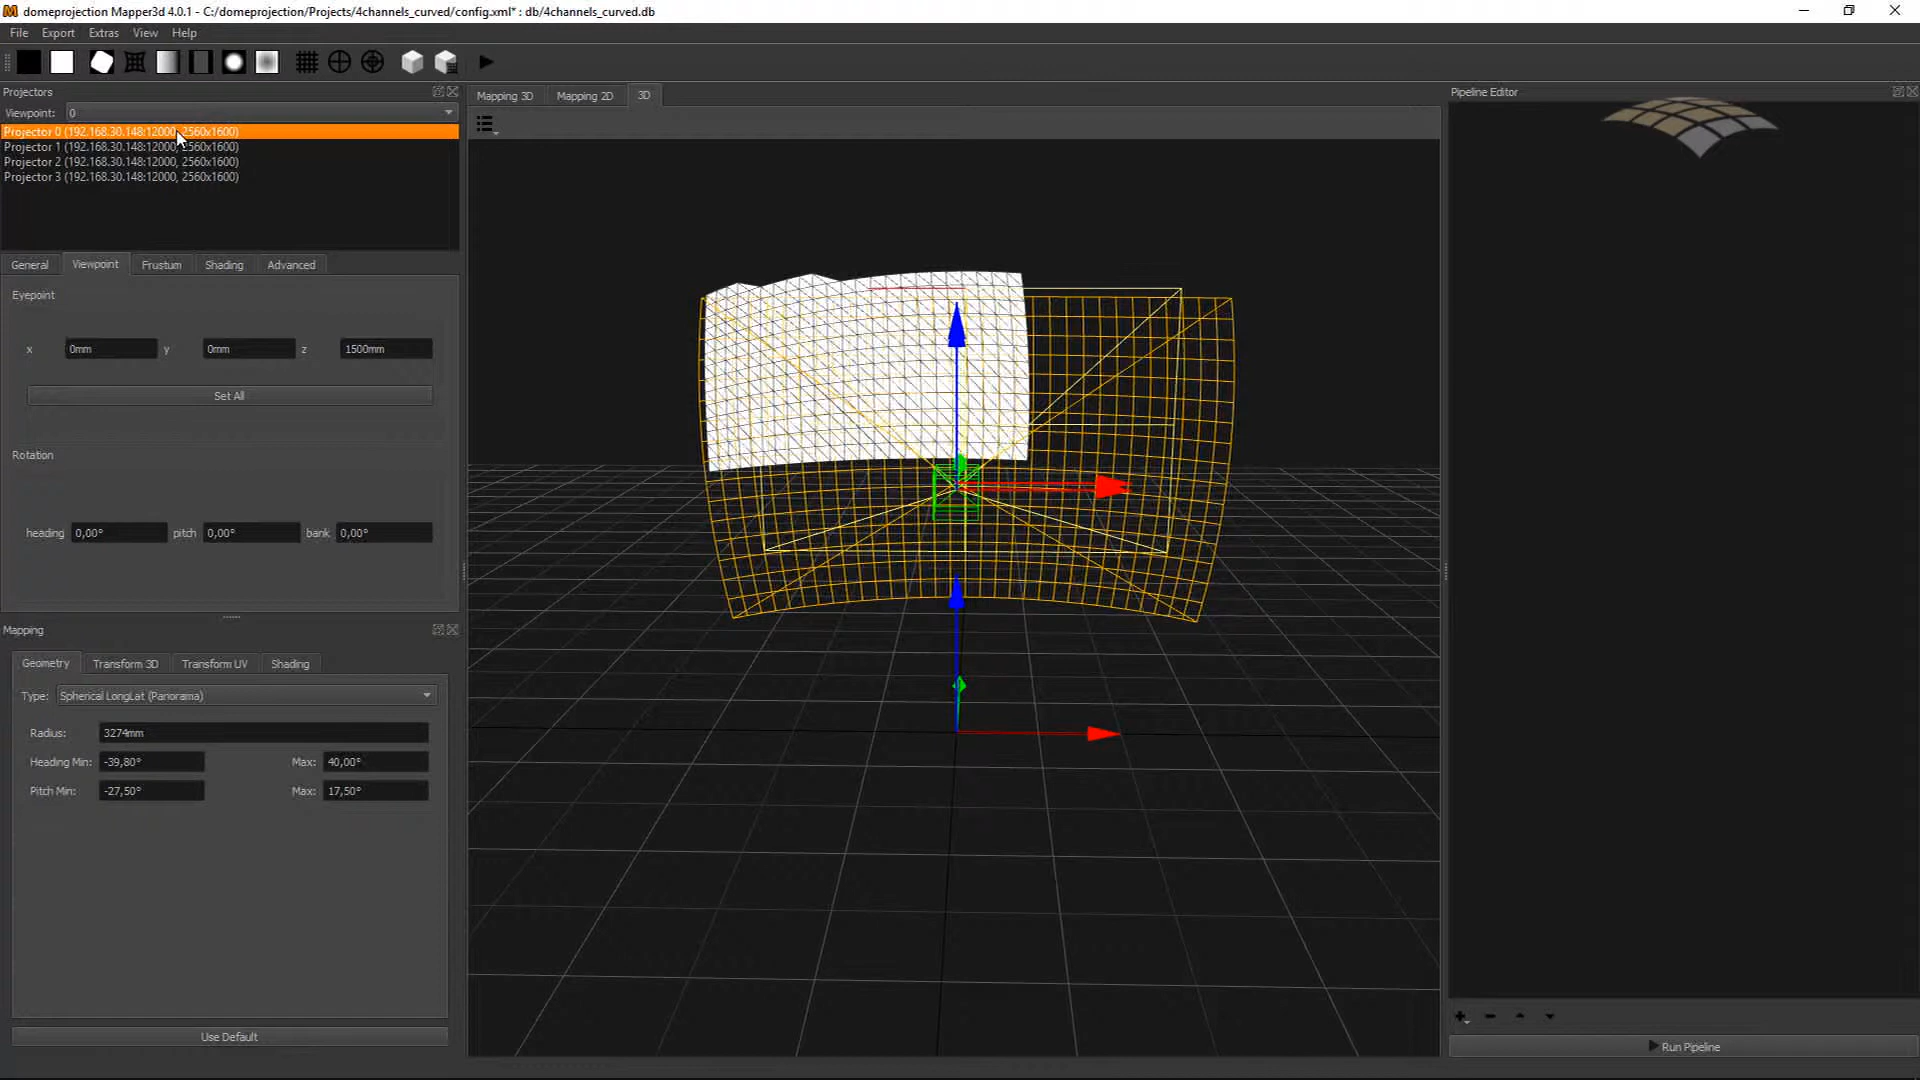 domeprojection Mapper3d 4.0.1 - C:/domeprojection/Projects/4channels_curved/config.xml* : db/4channels_curved.db
File Export Extras View Help
Projectors
Viewpoint: 0
Projector 0 (192.168.30.148:12000, 2560x1600)
Projector 1 (192.168.30.148:12000, 2560x1600)
Projector 2 (192.168.30.148:12000, 2560x1600)
Projector 3 (192.168.30.148:12000, 2560x1600)
General Viewpoint Frustum Shading Advanced
Eyepoint
x 0mm y 0mm z 1500mm
Set All
Rotation
heading 0,00° pitch 0,00° bank 0,00°
Mapping
Geometry Transform 3D Transform UV Shading
Type: Spherical LongLat (Panorama)
Radius: 3274mm
Heading Min: -39,80° Max: 40,00°
Pitch Min: -27,50° Max: 17,50°
Use Default
Mapping 3D Mapping 2D 3D
Pipeline Editor
Run Pipeline